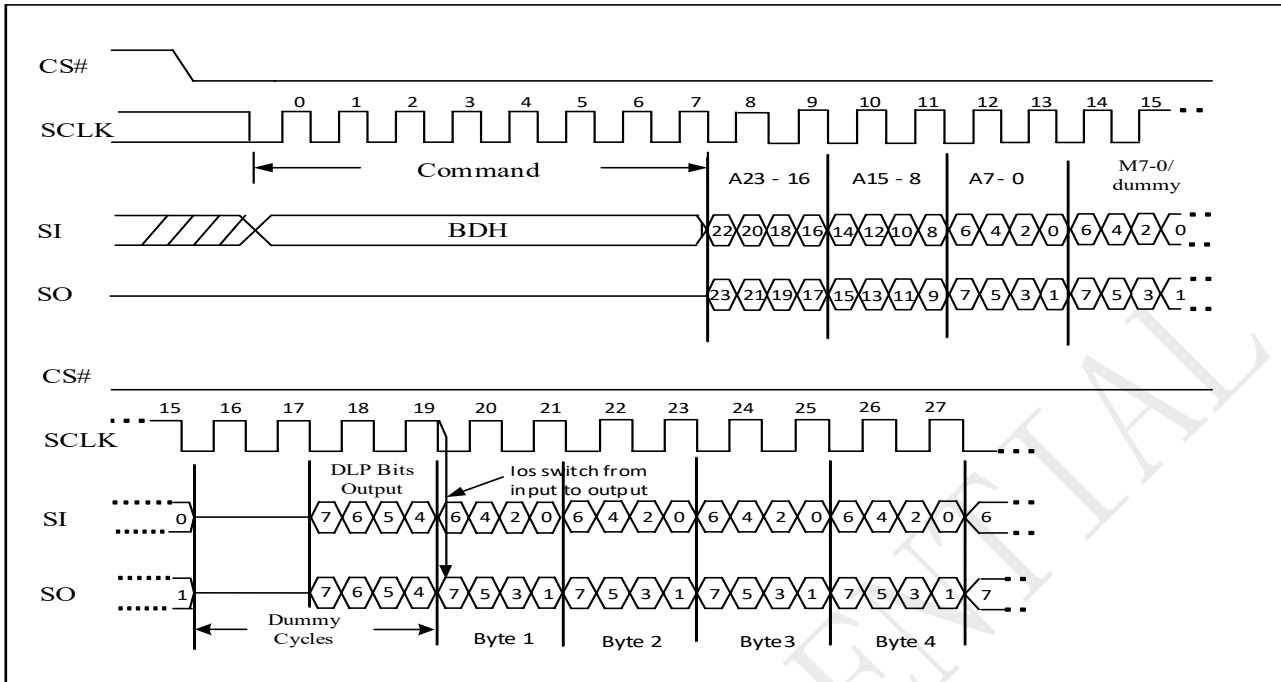 CS#
0 1 2 3 4 5 6 7 8 9 10 11 12 13 14 15
SCLK
Command
A23 - 16 A15 - 8 A7- 0 M7-0/
dummy
SI BDH 22 20 18 16 14 12 10 8 6 4 2 0 6 4 2 0
SO 23 21 19 17 15 13 11 9 7 5 3 1 7 5 3 1
CS#
15 16 17 18 19 20 21 22 23 24 25 26 27
SCLK
DLP Bits
Output
Ios switch from
input to output
SI 0 7 6 5 4 6 4 2 0 6 4 2 0 6 4 2 0 6 4 2 0 6
SO 1 7 6 5 4 7 5 3 1 7 5 3 1 7 5 3 1 7 5 3 1 7
Dummy
Cycles
Byte 1 Byte 2 Byte3 Byte 4
ENTIAL